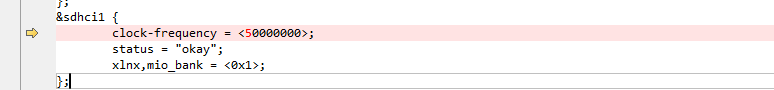 };
&sdhci1 {
clock-frequency = <50000000>;
status = "okay";
xlnx,mio_bank = <0x1>;
};